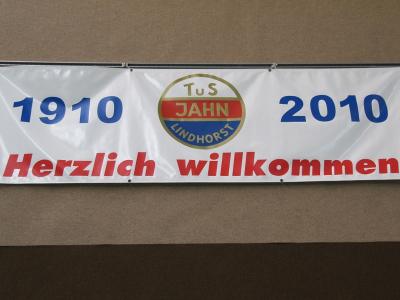 TuS
1910 JAHN 2010
LINDHORST
Herzlich willkommen